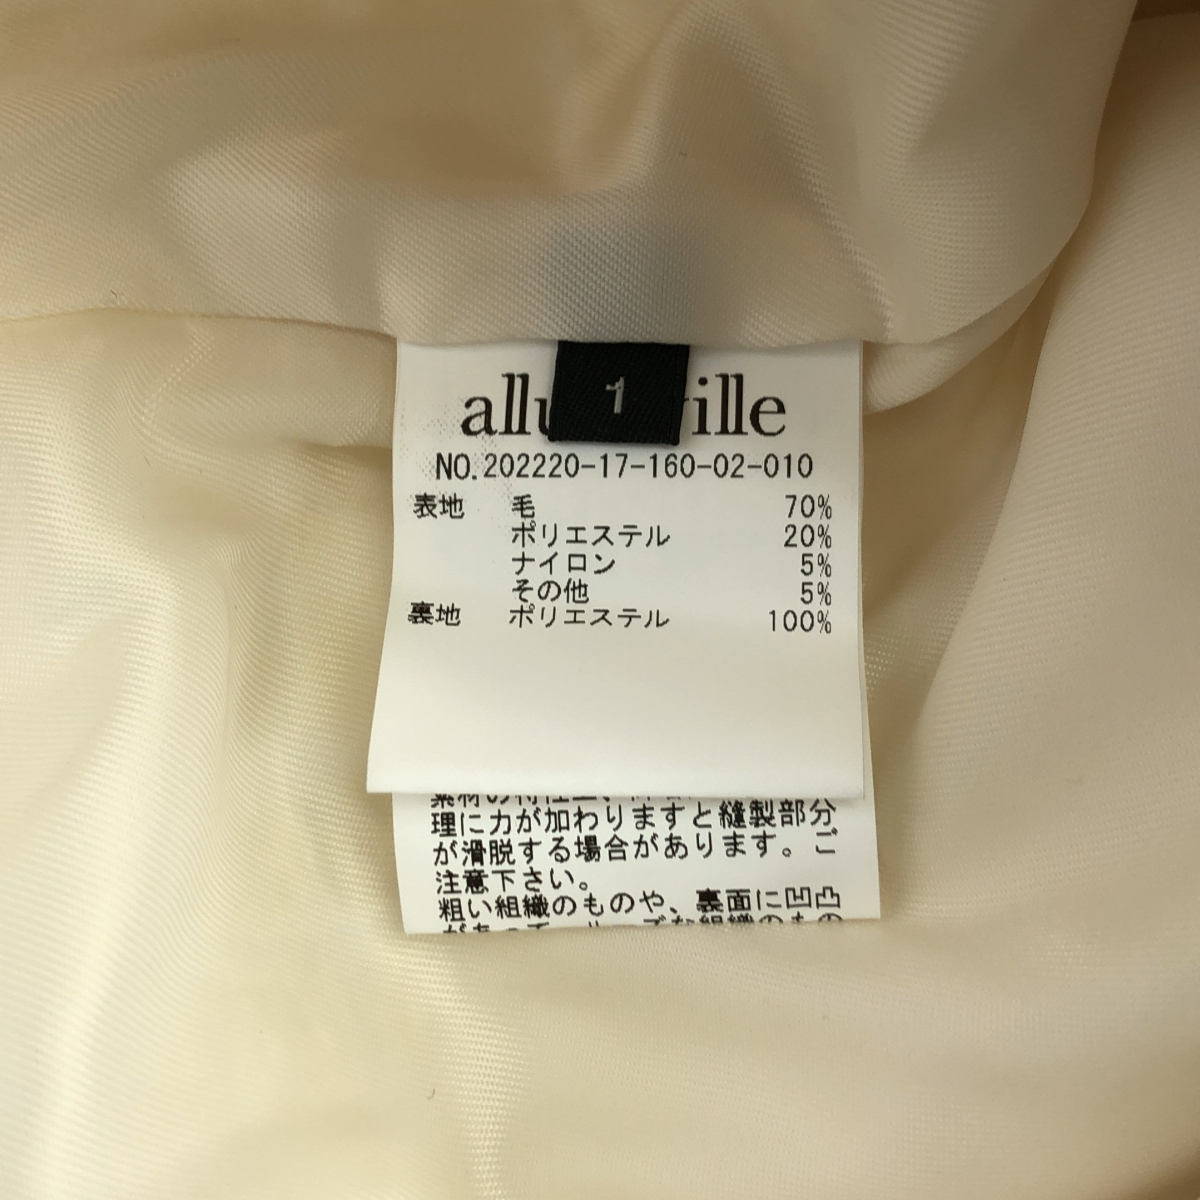 1
NO.202220-17-160-02-010
表地 毛 70%
ポリエステル 20%
ナイロン 5%
その他 5%
裏地 ポリエステル 100%
理に力が加わりますと縫製部分
が滑脱する場合があります。ご
注意下さい。
粗い組織のものや、裏面に凹凸